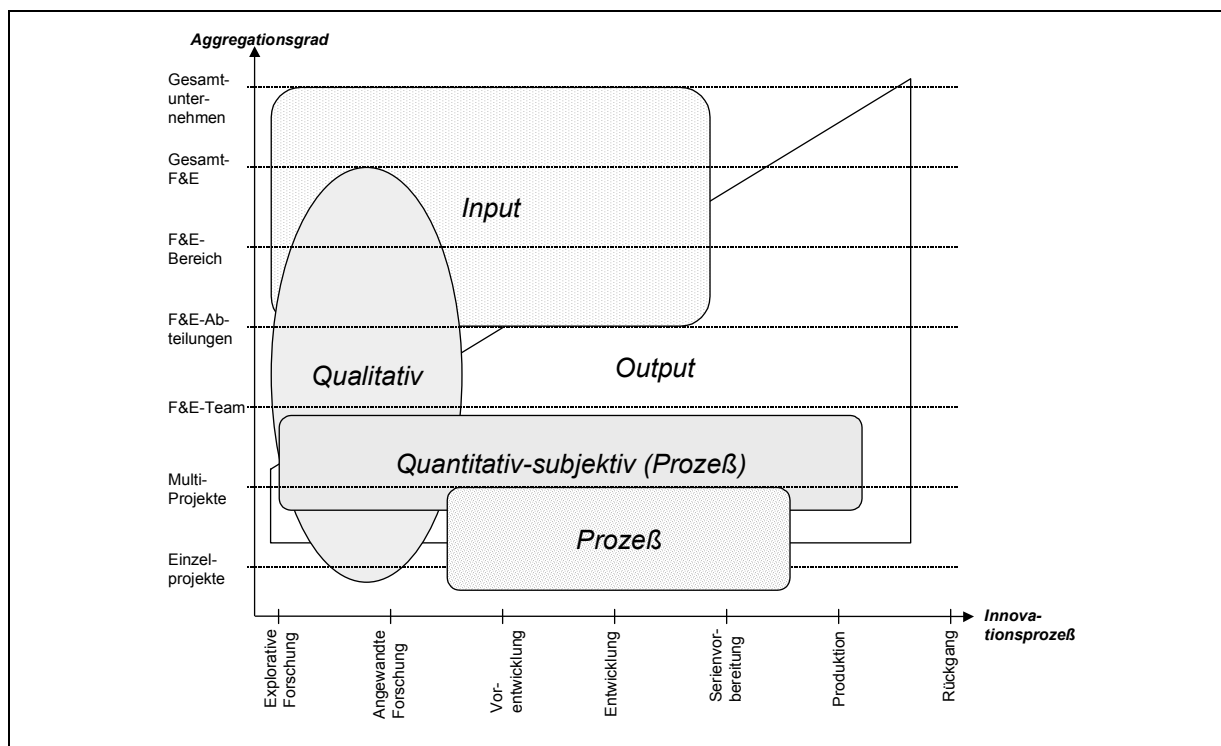 Aggregationsgrad
Gesamt-
unter-
nehmen
Gesamt-
F&E
Input
F&E-
Bereich
F&E-Ab-
teilungen
Qualitativ
Output
F&E-Team
Quantitativ-subjektiv (Prozeß)
Multi-
Projekte
Prozeß
Einzel-
projekte
Innova-
tionsprozeß
Explorative
Forschung
Angewandte
Forschung
Vor-
entwicklung
Entwicklung
Serienvor-
bereitung
Produktion
Rückgang